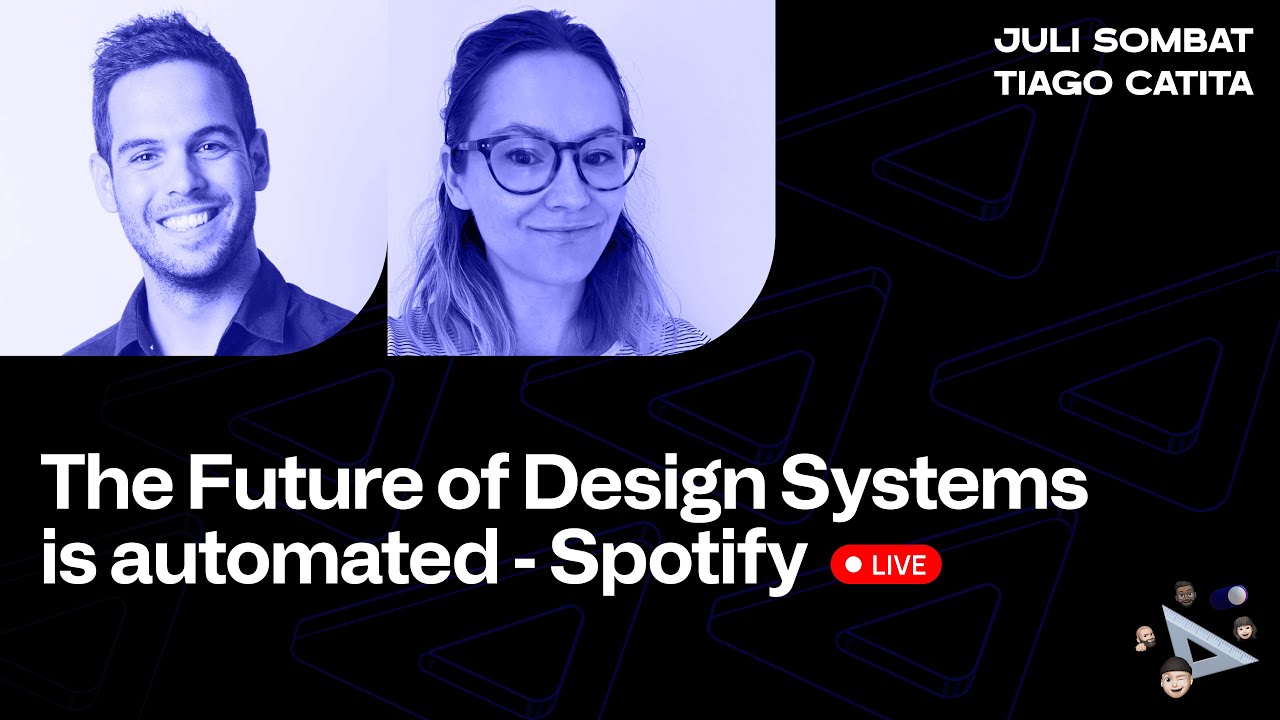 JULI SOMBAT
TIAGO CATITA
The Future of Design Systems
is automated - Spotify
LIVE